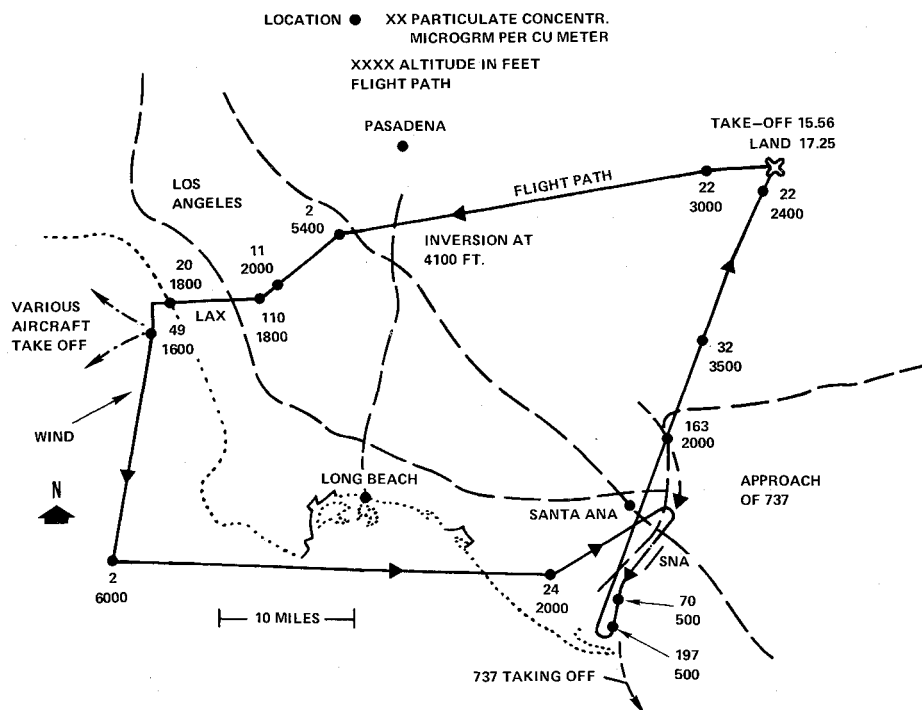 LOCATION ● XX PARTICULATE CONCENTR.
MICROGRM PER CU METER
XXXX ALTITUDE IN FEET
FLIGHT PATH
PASADENA
TAKE-OFF 15.56
LAND 17.25
LOS
ANGELES
FLIGHT PATH
22
3000
22
2400
2
5400
INVERSION AT
4100 FT.
11
2000
20
1800
LAX
110
1800
VARIOUS
AIRCRAFT
TAKE OFF
49
1600
32
3500
WIND
163
2000
N
LONG BEACH
APPROACH
OF 737
SANTA ANA
SNA
2
6000
24
2000
70
500
10 MILES
197
500
737 TAKING OFF